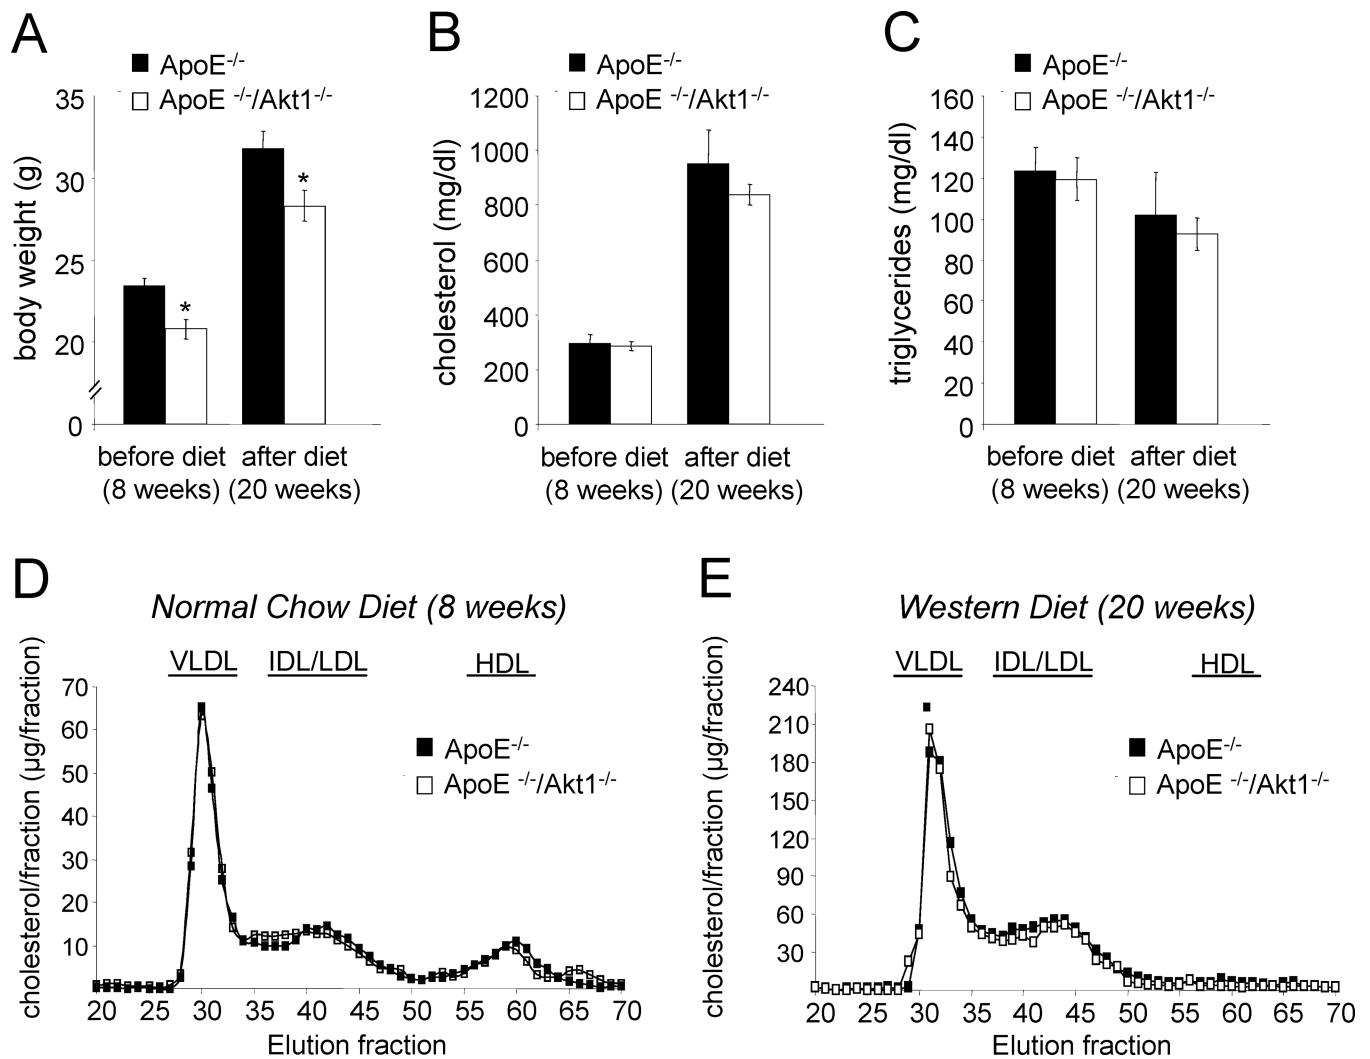 A
ApoE-/-
ApoE -/-/Akt1-/-
body weight (g)
35
30
25
20
0
*
*
before diet after diet
(8 weeks) (20 weeks)
B
ApoE-/-
ApoE -/-/Akt1-/-
cholesterol (mg/dl)
1200
1000
800
600
400
200
0
before diet after diet
(8 weeks) (20 weeks)
C
ApoE-/-
ApoE -/-/Akt1-/-
triglycerides (mg/dl)
160
140
120
100
80
60
40
20
0
before diet after diet
(8 weeks) (20 weeks)
D
Normal Chow Diet (8 weeks)
VLDL IDL/LDL HDL
ApoE-/-
ApoE -/-/Akt1-/-
cholesterol/fraction (µg/fraction)
70
60
50
40
30
20
10
20 25 30 35 40 45 50 55 60 65 70
Elution fraction
E
Western Diet (20 weeks)
VLDL IDL/LDL HDL
ApoE-/-
ApoE -/-/Akt1-/-
cholesterol/fraction (µg/fraction)
240
210
180
150
120
90
60
30
20 25 30 35 40 45 50 55 60 65 70
Elution fraction